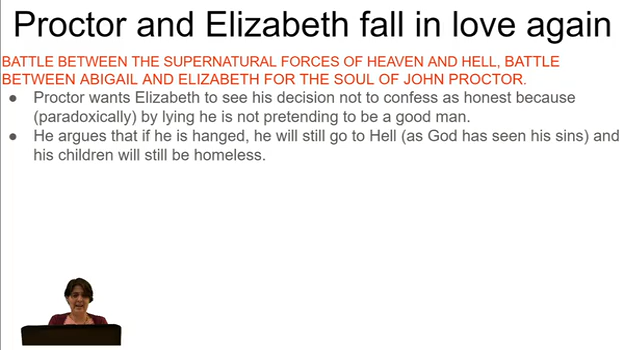 Proctor and Elizabeth fall in love again
BATTLE BETWEEN THE SUPERNATURAL FORCES OF HEAVEN AND HELL, BATTLE
BETWEEN ABIGAIL AND ELIZABETH FOR THE SOUL OF JOHN PROCTOR.
● Proctor wants Elizabeth to see his decision not to confess as honest because
(paradoxically) by lying he is not pretending to be a good man.
● He argues that if he is hanged, he will still go to Hell (as God has seen his sins) and
his children will still be homeless.